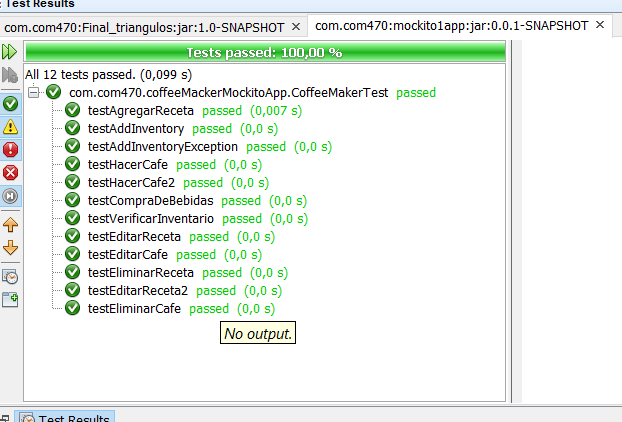 Test Results
com.com470:Final_triangulos:jar:1.0-SNAPSHOT
com.com470:mockito1app:jar:0.0.1-SNAPSHOT
Tests passed: 100,00 %
All 12 tests passed. (0,099 s)
com.com470.coffeeMackerMockitoApp.CoffeeMakerTest passed
testAgregarReceta passed (0,007 s)
testAddInventory passed (0,0 s)
testAddInventoryException passed (0,0 s)
testHacerCafe passed (0,0 s)
testHacerCafe2 passed (0,0 s)
testCompraDeBebidas passed (0,0 s)
testVerificarInventario passed (0,0 s)
testEditarReceta passed (0,0 s)
testEditarCafe passed (0,0 s)
testEliminarReceta passed (0,0 s)
testEditarReceta2 passed (0,0 s)
testEliminarCafe passed (0,0 s)
No output.
Test Results